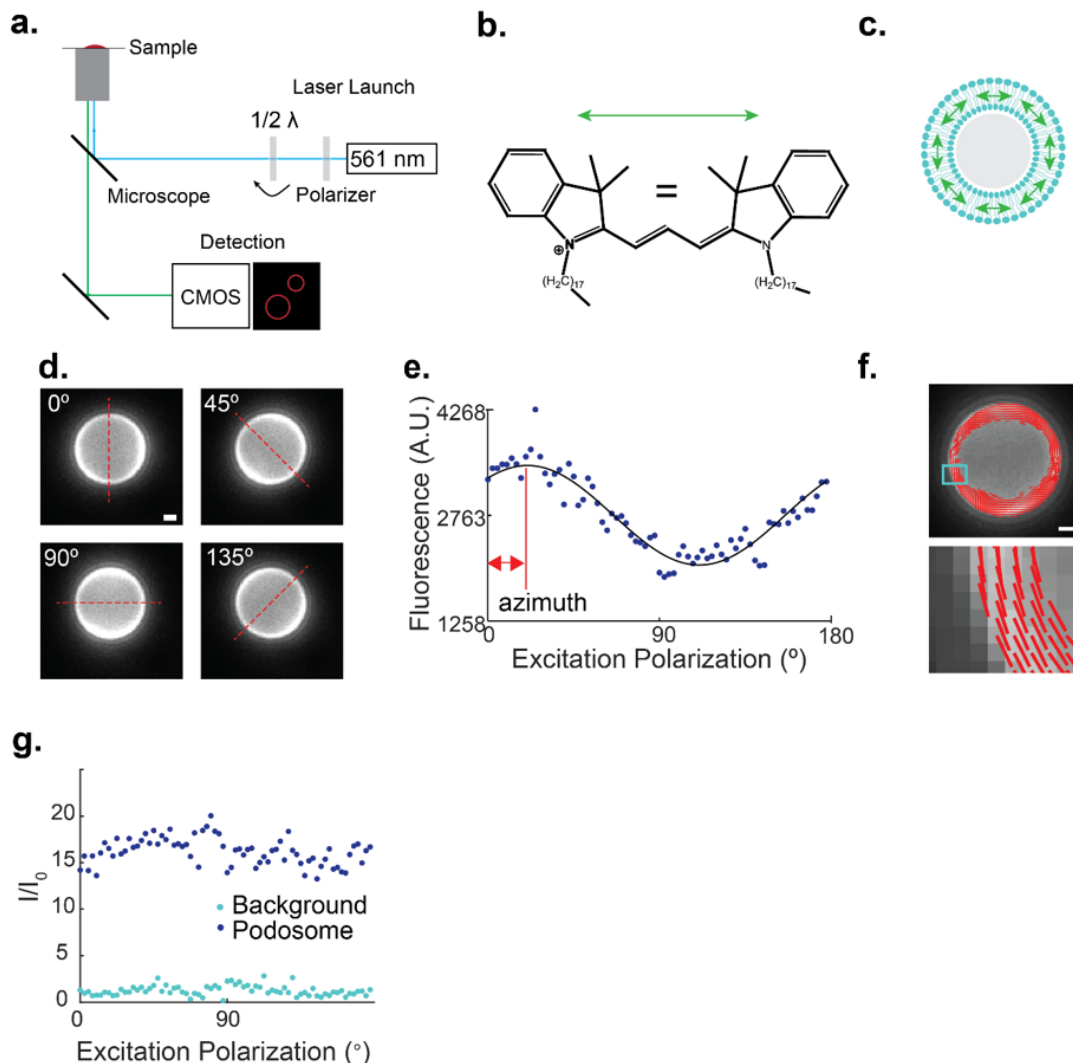 a.
Sample
Laser Launch
1/2 λ
561 nm
Microscope
Polarizer
Detection
CMOS
b.
=
N
⊕
N
(H₂C)₁₇
(H₂C)₁₇
c.
d.
0º
45º
90º
135º
e.
Fluorescence (A.U.)
4268
2763
1258
azimuth
0
90
180
Excitation Polarization (º)
f.
g.
I/I₀
20
15
10
5
0
Background
Podosome
0
90
Excitation Polarization (°)